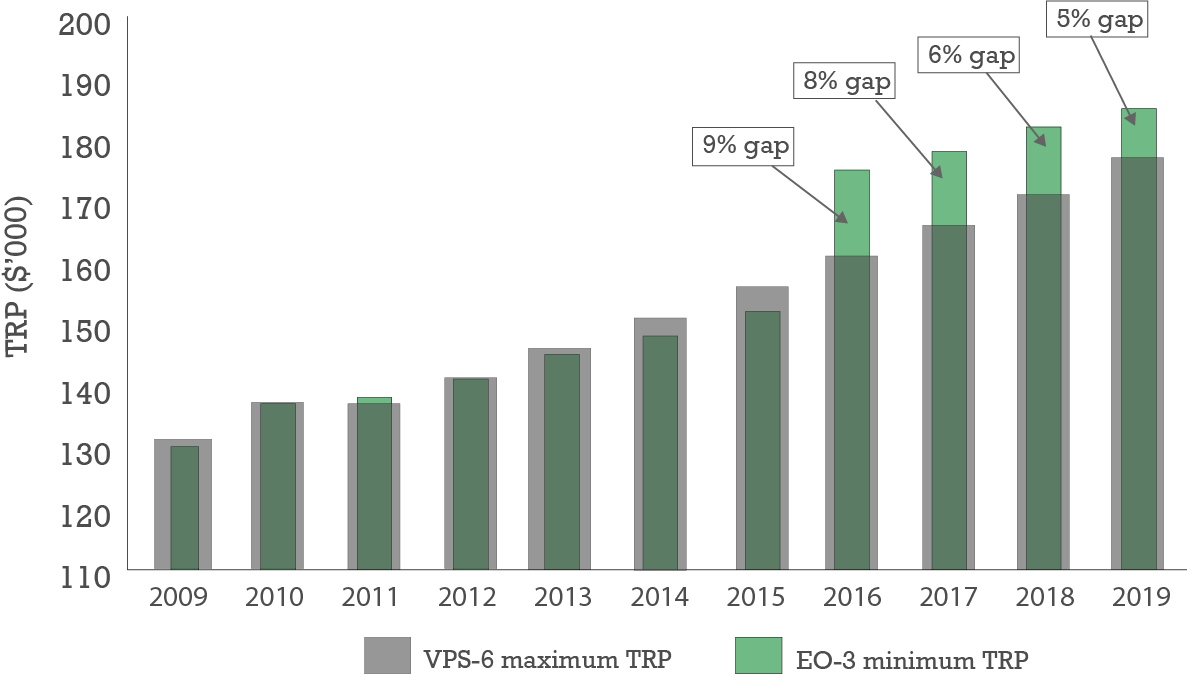 TRP ($'000)
200
190
180
170
160
150
140
130
120
110
9% gap
8% gap
6% gap
5% gap
2009 2010 2011 2012 2013 2014 2015 2016 2017 2018 2019
VPS-6 maximum TRP EO-3 minimum TRP